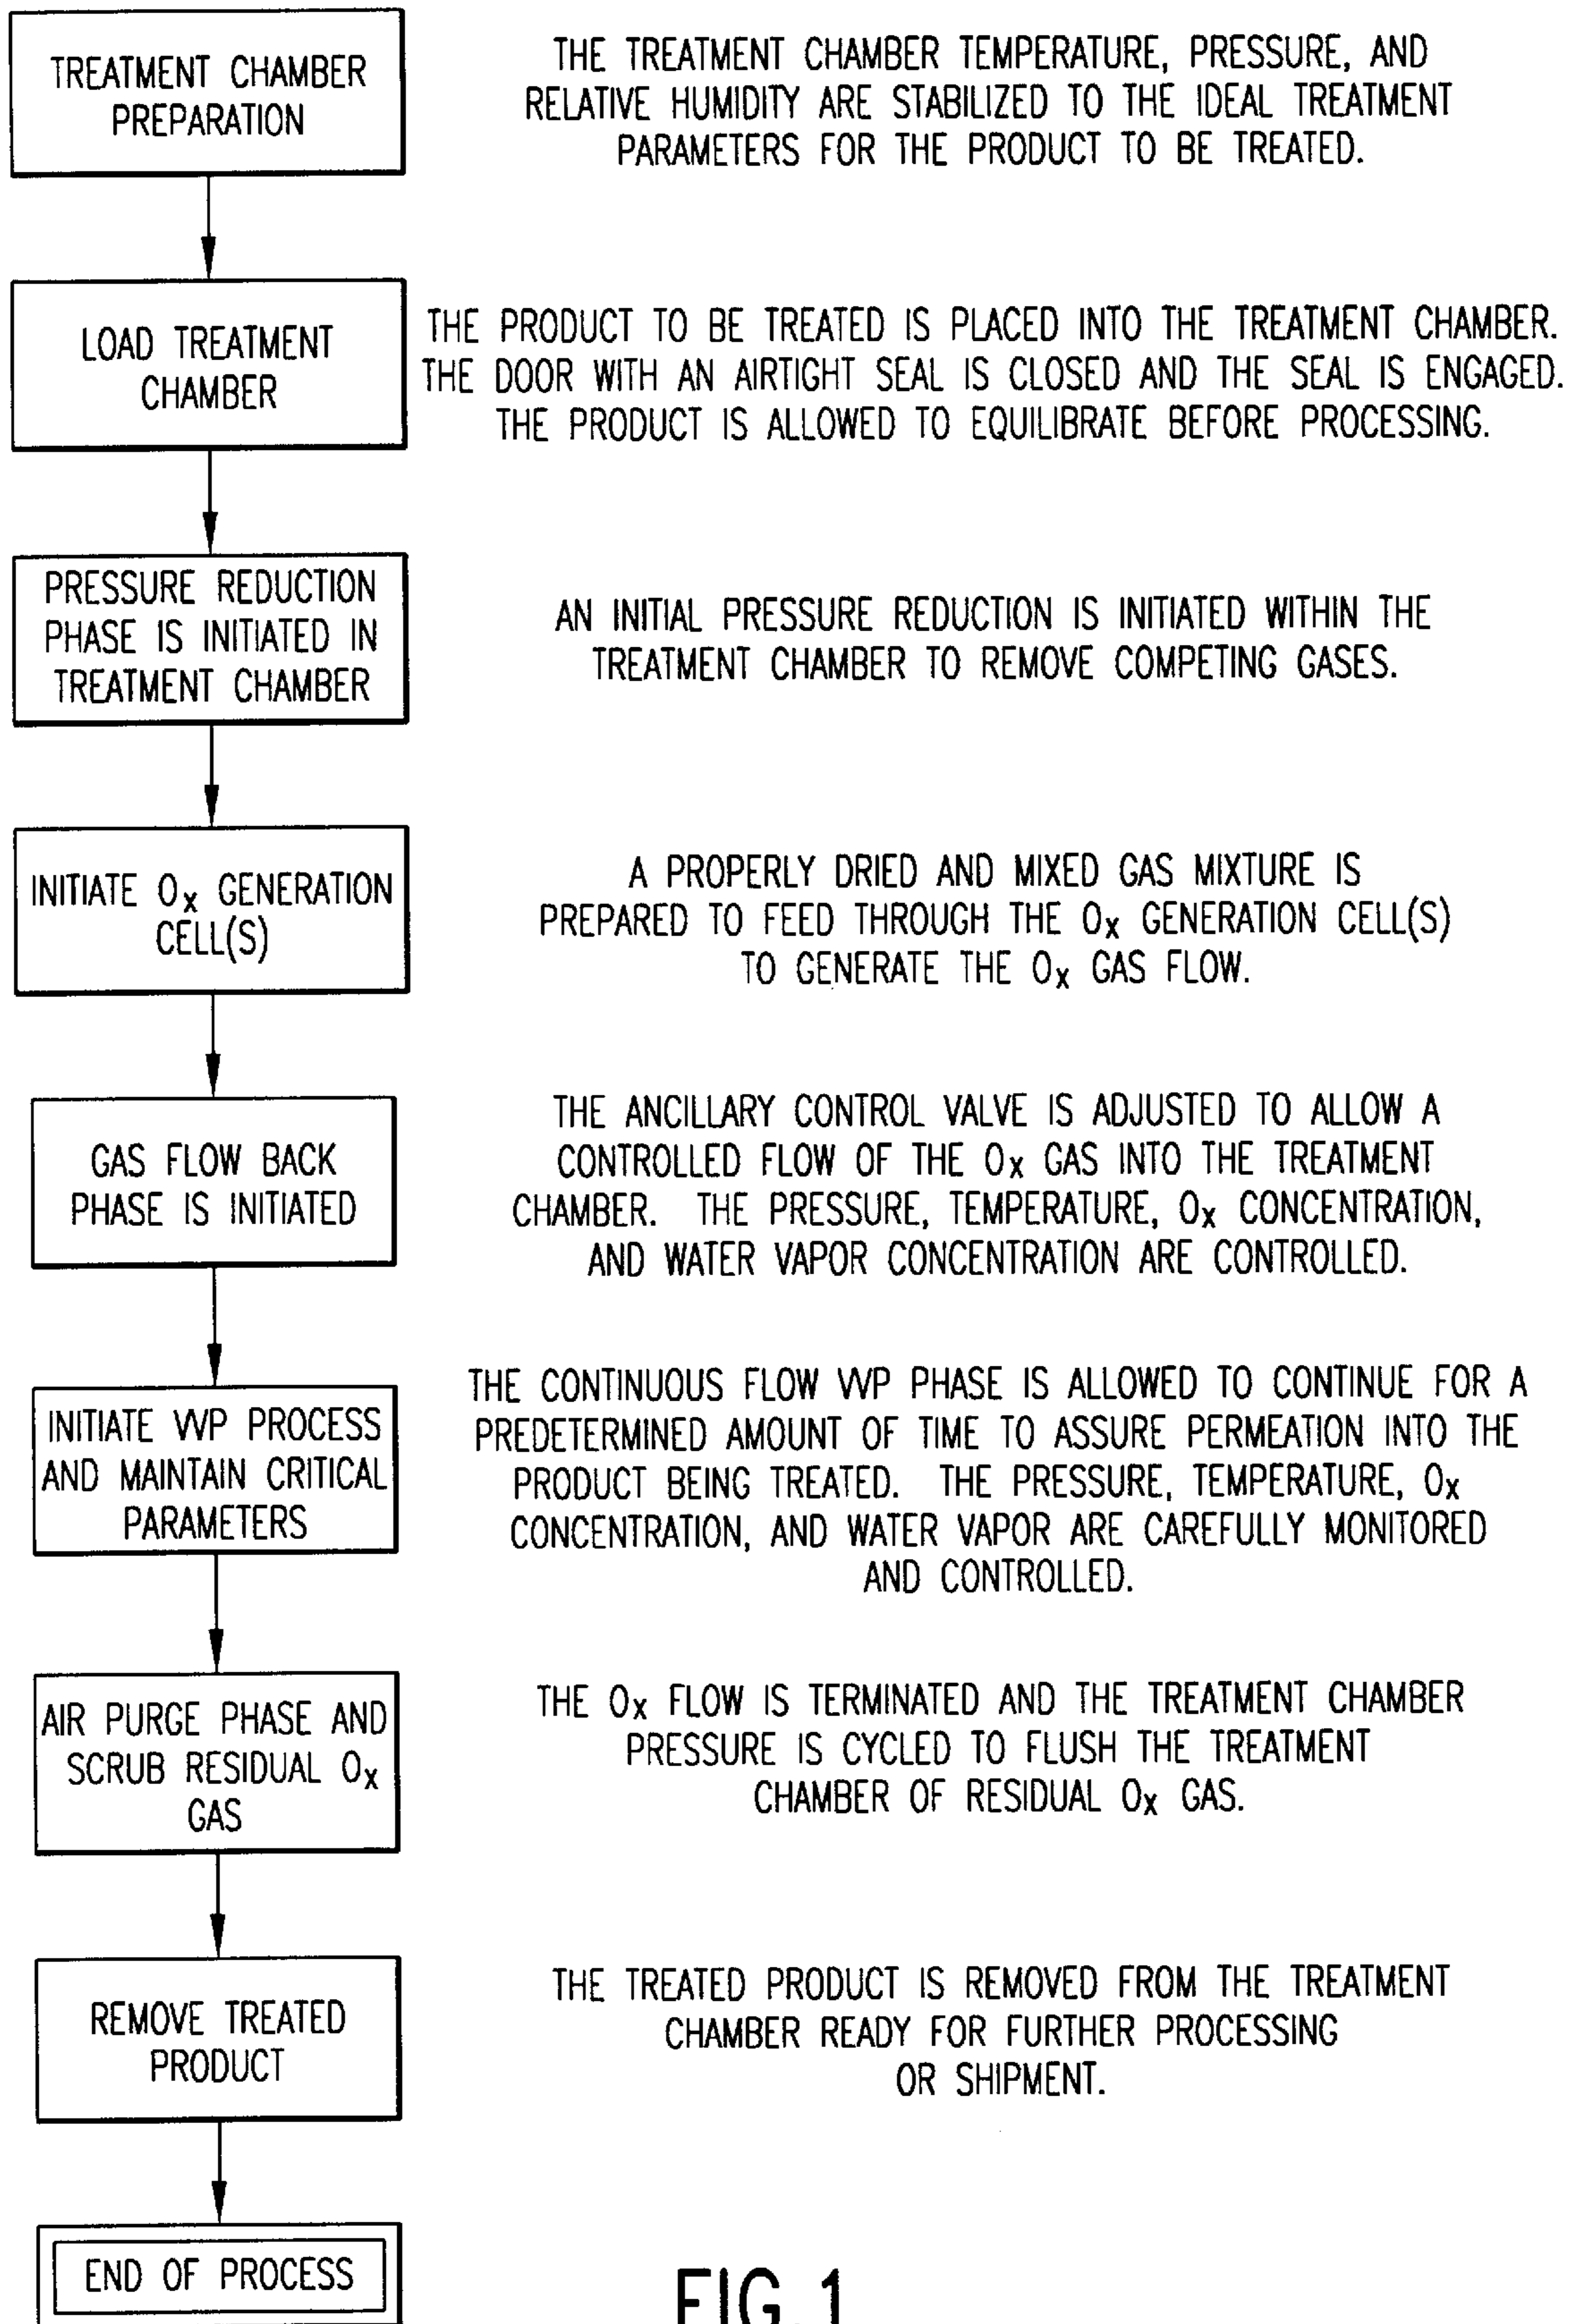 TREATMENT CHAMBER
PREPARATION
THE TREATMENT CHAMBER TEMPERATURE, PRESSURE, AND
RELATIVE HUMIDITY ARE STABILIZED TO THE IDEAL TREATMENT
PARAMETERS FOR THE PRODUCT TO BE TREATED.
LOAD TREATMENT
CHAMBER
THE PRODUCT TO BE TREATED IS PLACED INTO THE TREATMENT CHAMBER.
THE DOOR WITH AN AIRTIGHT SEAL IS CLOSED AND THE SEAL IS ENGAGED.
THE PRODUCT IS ALLOWED TO EQUILIBRATE BEFORE PROCESSING.
PRESSURE REDUCTION
PHASE IS INITIATED IN
TREATMENT CHAMBER
AN INITIAL PRESSURE REDUCTION IS INITIATED WITHIN THE
TREATMENT CHAMBER TO REMOVE COMPETING GASES.
INITIATE Ox GENERATION
CELL(S)
A PROPERLY DRIED AND MIXED GAS MIXTURE IS
PREPARED TO FEED THROUGH THE Ox GENERATION CELL(S)
TO GENERATE THE Ox GAS FLOW.
GAS FLOW BACK
PHASE IS INITIATED
THE ANCILLARY CONTROL VALVE IS ADJUSTED TO ALLOW A
CONTROLLED FLOW OF THE Ox GAS INTO THE TREATMENT
CHAMBER. THE PRESSURE, TEMPERATURE, Ox CONCENTRATION,
AND WATER VAPOR CONCENTRATION ARE CONTROLLED.
INITIATE VVP PROCESS
AND MAINTAIN CRITICAL
PARAMETERS
THE CONTINUOUS FLOW VVP PHASE IS ALLOWED TO CONTINUE FOR A
PREDETERMINED AMOUNT OF TIME TO ASSURE PERMEATION INTO THE
PRODUCT BEING TREATED. THE PRESSURE, TEMPERATURE, Ox
CONCENTRATION, AND WATER VAPOR ARE CAREFULLY MONITORED
AND CONTROLLED.
AIR PURGE PHASE AND
SCRUB RESIDUAL Ox
GAS
THE Ox FLOW IS TERMINATED AND THE TREATMENT CHAMBER
PRESSURE IS CYCLED TO FLUSH THE TREATMENT
CHAMBER OF RESIDUAL Ox GAS.
REMOVE TREATED
PRODUCT
THE TREATED PRODUCT IS REMOVED FROM THE TREATMENT
CHAMBER READY FOR FURTHER PROCESSING
OR SHIPMENT.
END OF PROCESS
FIG. 1